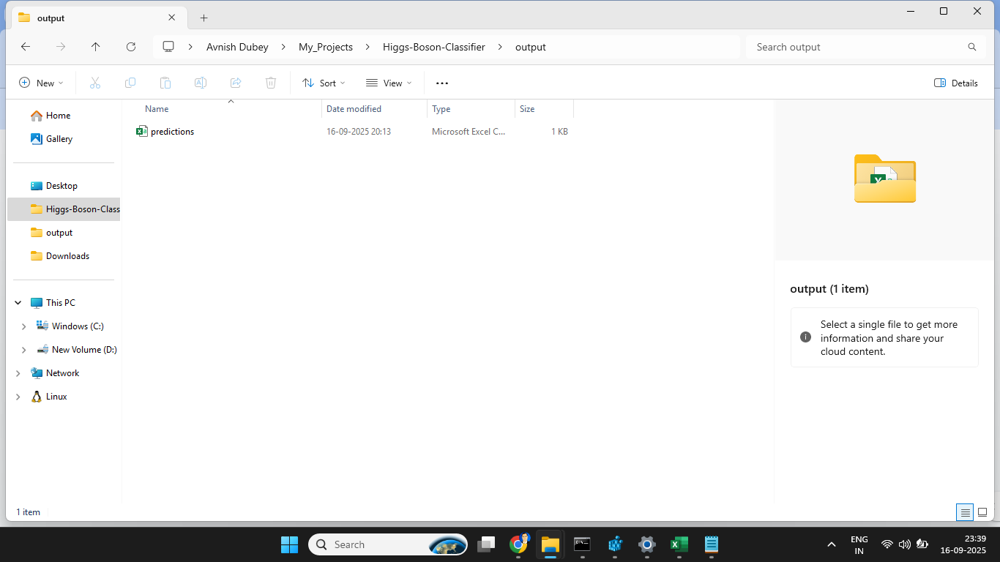 output
Avnish Dubey
My_Projects
Higgs-Boson-Classifier
output
Search output
New
Sort
View
Details
Home
Gallery
Desktop
Higgs-Boson-Class
output
Downloads
This PC
Windows (C:)
New Volume (D:)
Network
Linux
Name Date modified Type Size
predictions 16-09-2025 20:13 Microsoft Excel C... 1 KB
output (1 item)
Select a single file to get more
information and share your
cloud content.
1 item
Search
ENG
IN
23:39
16-09-2025